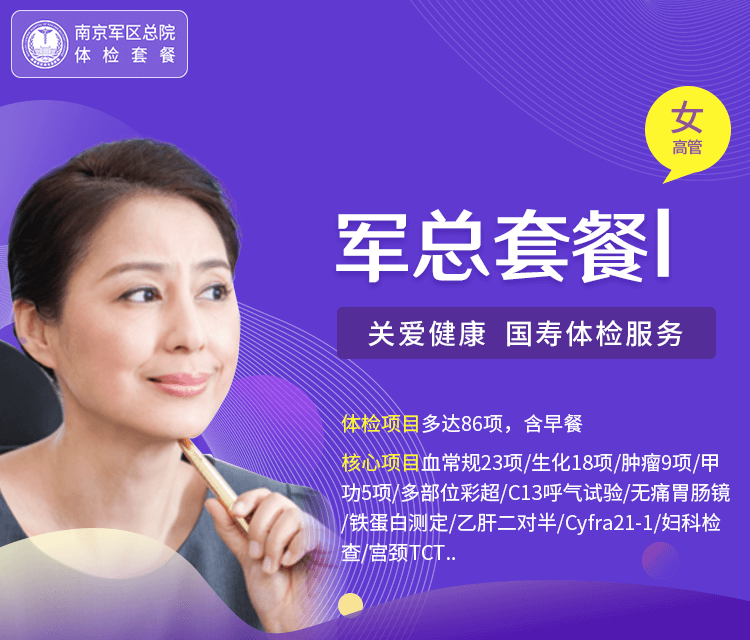 南京军区总院
体检套餐
女
高管
军总套餐I
关爱健康 国寿体检服务
体检项目多达86项，含早餐
核心项目血常规23项/生化18项/肿瘤9项/甲
功5项/多部位彩超/C13呼气试验/无痛胃肠镜
/铁蛋白测定/乙肝二对半/Cyfra21-1/妇科检
查/宫颈TCT..